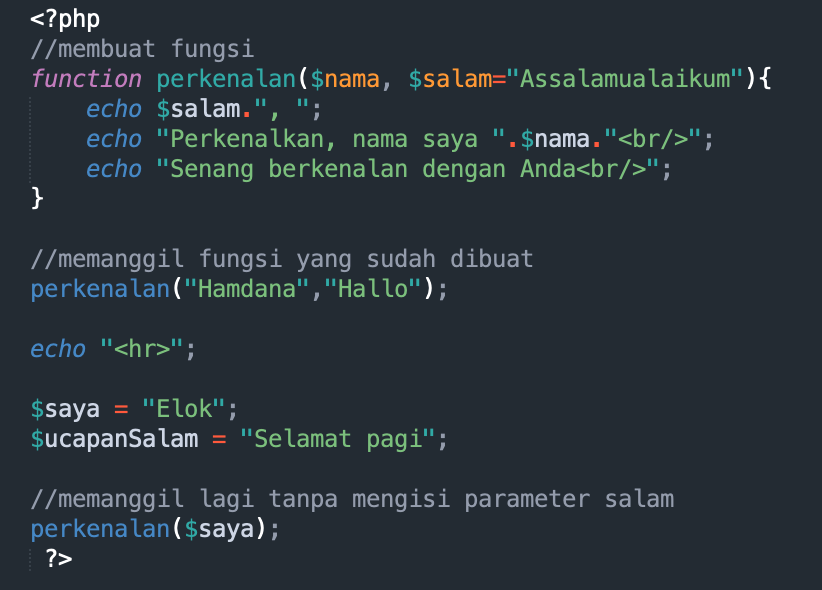 <?php
//membuat fungsi
function perkenalan($nama, $salam="Assalamualaikum"){
    echo $salam.", ";
    echo "Perkenalkan, nama saya ".$nama."<br/>";
    echo "Senang berkenalan dengan Anda<br/>";
}

//memanggil fungsi yang sudah dibuat
perkenalan("Hamdana","Hallo");

echo "<hr>";

$saya = "Elok";
$ucapanSalam = "Selamat pagi";

//memanggil lagi tanpa mengisi parameter salam
perkenalan($saya);
 ?>